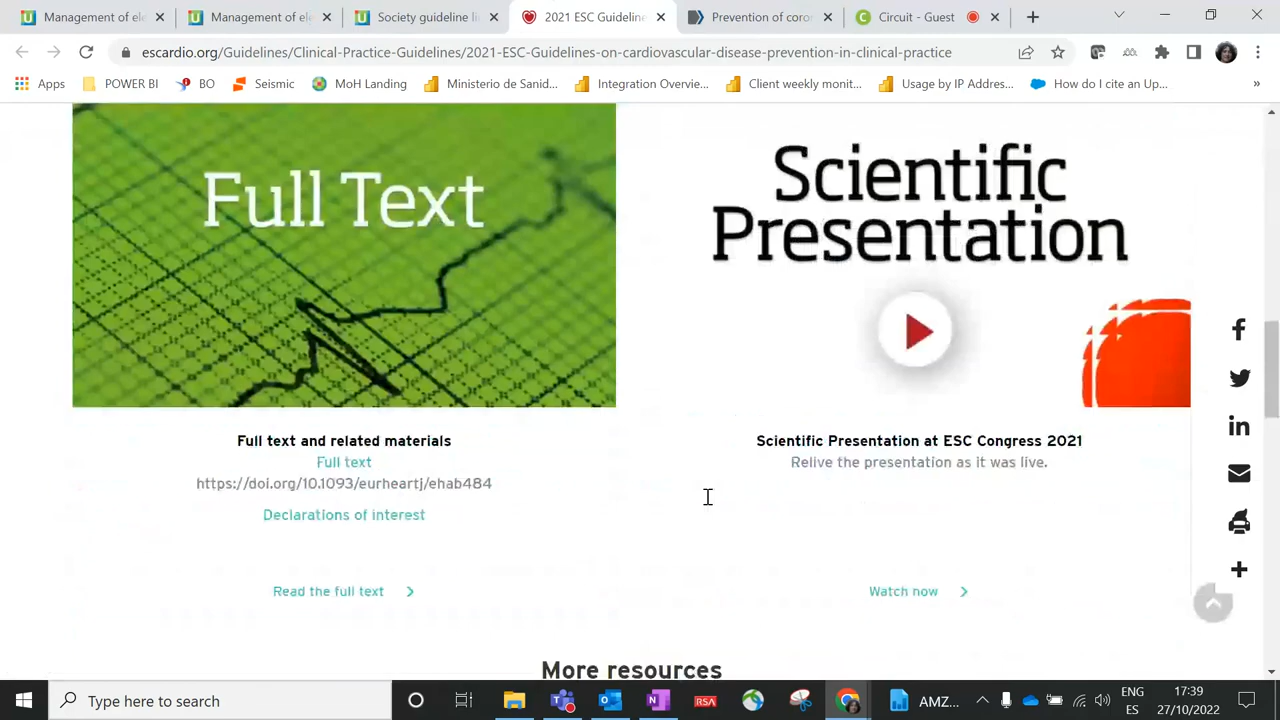 Management of ele
Management of ele
Society guideline li
2021 ESC Guideline
Prevention of coro
Circuit - Guest
escardio.org/Guidelines/Clinical-Practice-Guidelines/2021-ESC-Guidelines-on-cardiovascular-disease-prevention-in-clinical-practice
Apps
POWER BI
BO
Seismic
MoH Landing
Ministerio de Sanid...
Integration Overvie...
Client weekly monit...
Usage by IP Addres...
How do I cite an Up...
»
Full Text
Scientific
Presentation
Full text and related materials
Full text
https://doi.org/10.1093/eurheartj/ehab484
Declarations of interest
Read the full text
Scientific Presentation at ESC Congress 2021
Relive the presentation as it was live.
Watch now
More resources
Type here to search
RSA
AMZ...
ENG
ES
17:39
27/10/2022